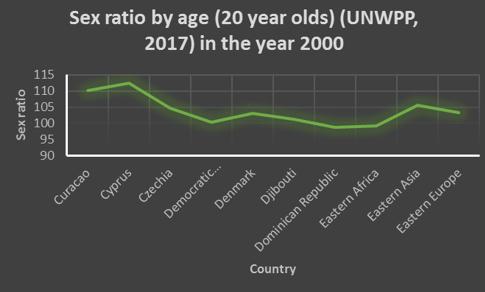 Sex ratio by age (20 year olds) (UNWPP,
2017) in the year 2000
115
110
105
100
95
90
Sex ratio
Curacao
Cyprus
Czechia
Democratic...
Denmark
Djibouti
Dominican Republic
Eastern Africa
Eastern Asia
Eastern Europe
Country